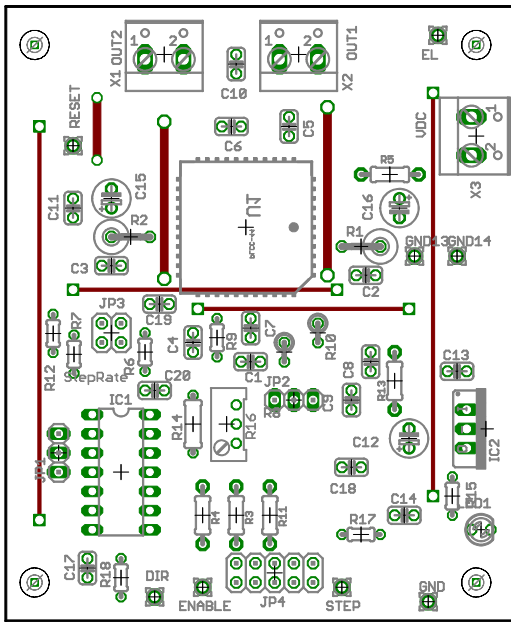 OUT2
X1
1 2
C10
1 2
OUT1
X2
EL
RESET
VDC
1
2
X3
C6
C5
C11
C15
R2
C3
U1
R5
C16
R1
C2
GND13
GND14
C19
JP3
R12
R7
R6
StepRate
C4
R9
C7
C1
R10
C20
JP2
R8
C9
C8
R13
C13
IC1
R14
R16
C12
IC2
JP1
C18
R15
LED1
C14
R4
R3
R11
R17
C17
R18
DIR
ENABLE
JP4
STEP
GND